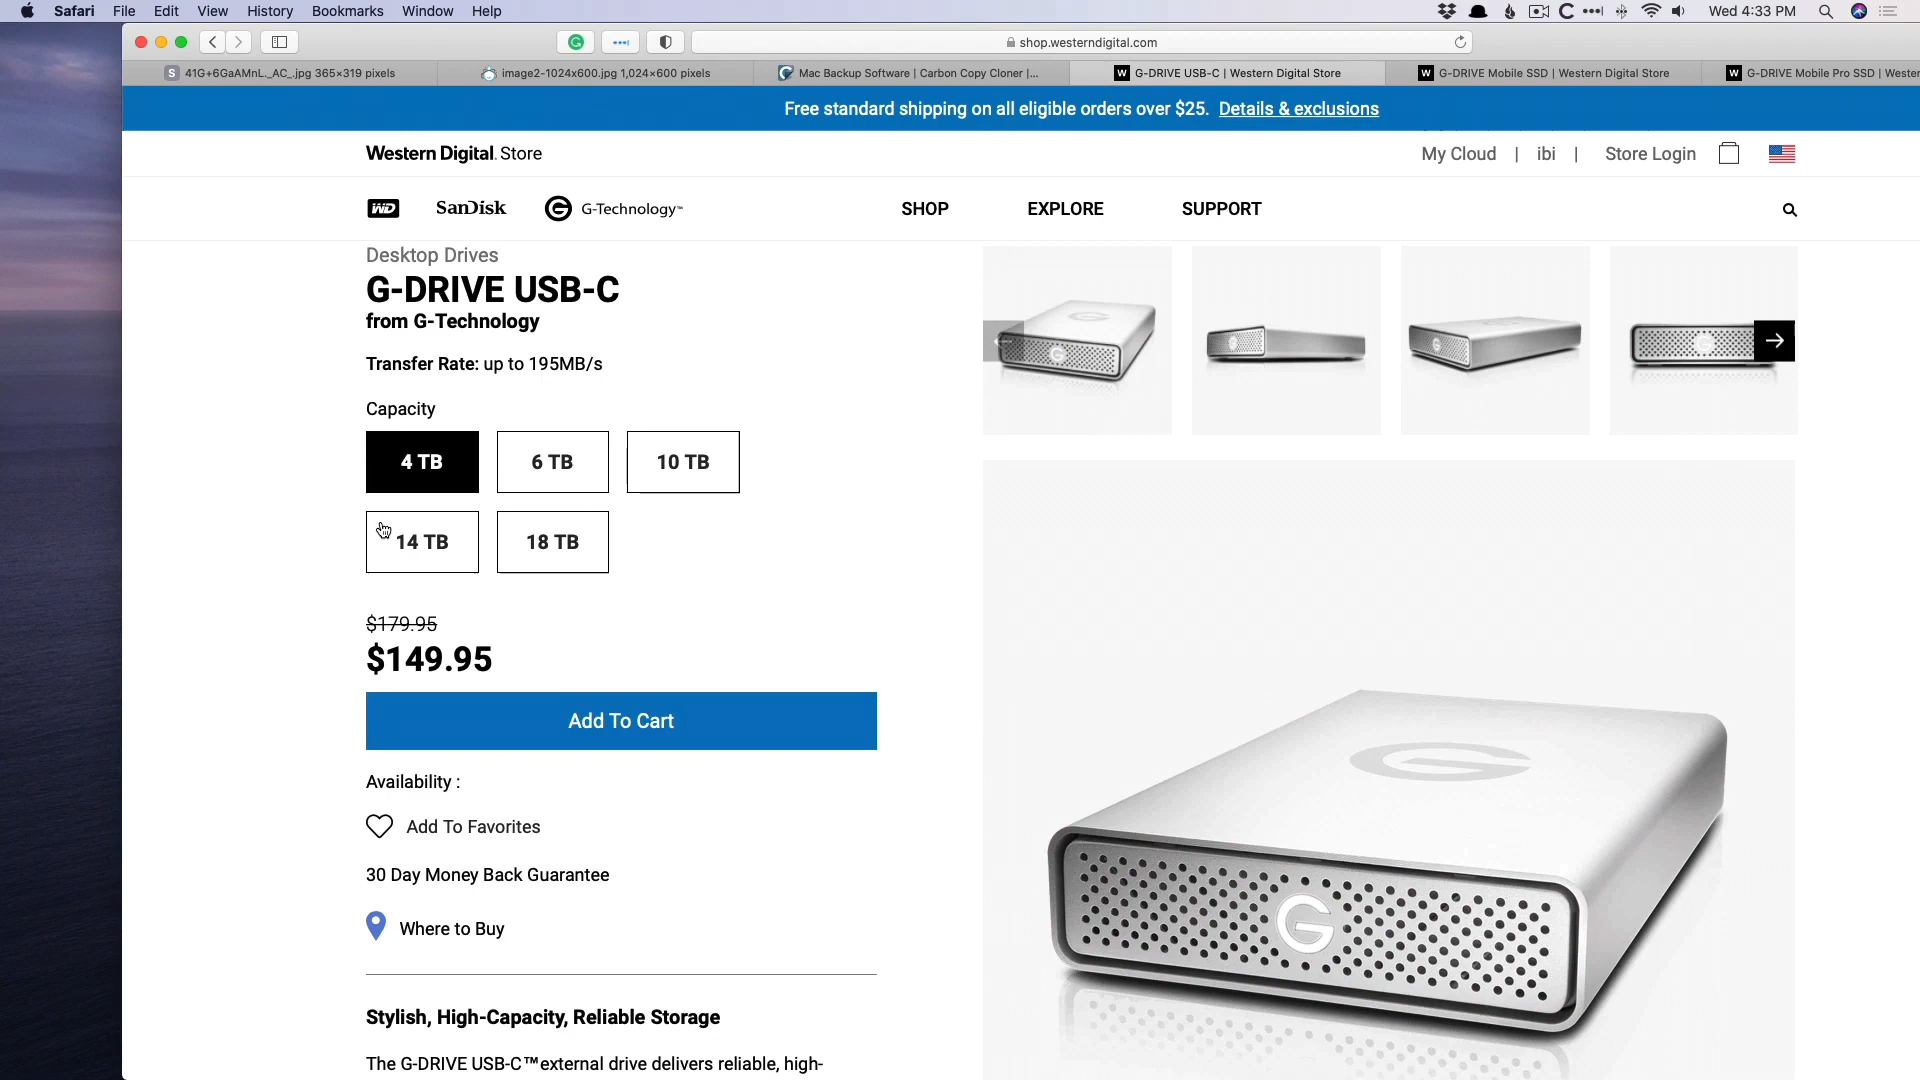 Safari File Edit View History Bookmarks Window Help Wed 4:33 PM
shop.westerndigital.com
S 41G+6GaAMnL._AC_.jpg 365×319 pixels
image2-1024x600.jpg 1,024×600 pixels
Mac Backup Software | Carbon Copy Cloner |...
W G-DRIVE USB-C | Western Digital Store
W G-DRIVE Mobile SSD | Western Digital Store
W G-DRIVE Mobile Pro SSD | Wester
Free standard shipping on all eligible orders over $25. Details & exclusions
Western Digital. Store
My Cloud | ibi | Store Login
WD SanDisk G-Technology™
SHOP EXPLORE SUPPORT
Desktop Drives
G-DRIVE USB-C
from G-Technology
Transfer Rate: up to 195MB/s
Capacity
4 TB 6 TB 10 TB
14 TB 18 TB
$179.95
$149.95
Add To Cart
Availability :
Add To Favorites
30 Day Money Back Guarantee
Where to Buy
Stylish, High-Capacity, Reliable Storage
The G-DRIVE USB-C™external drive delivers reliable, high-